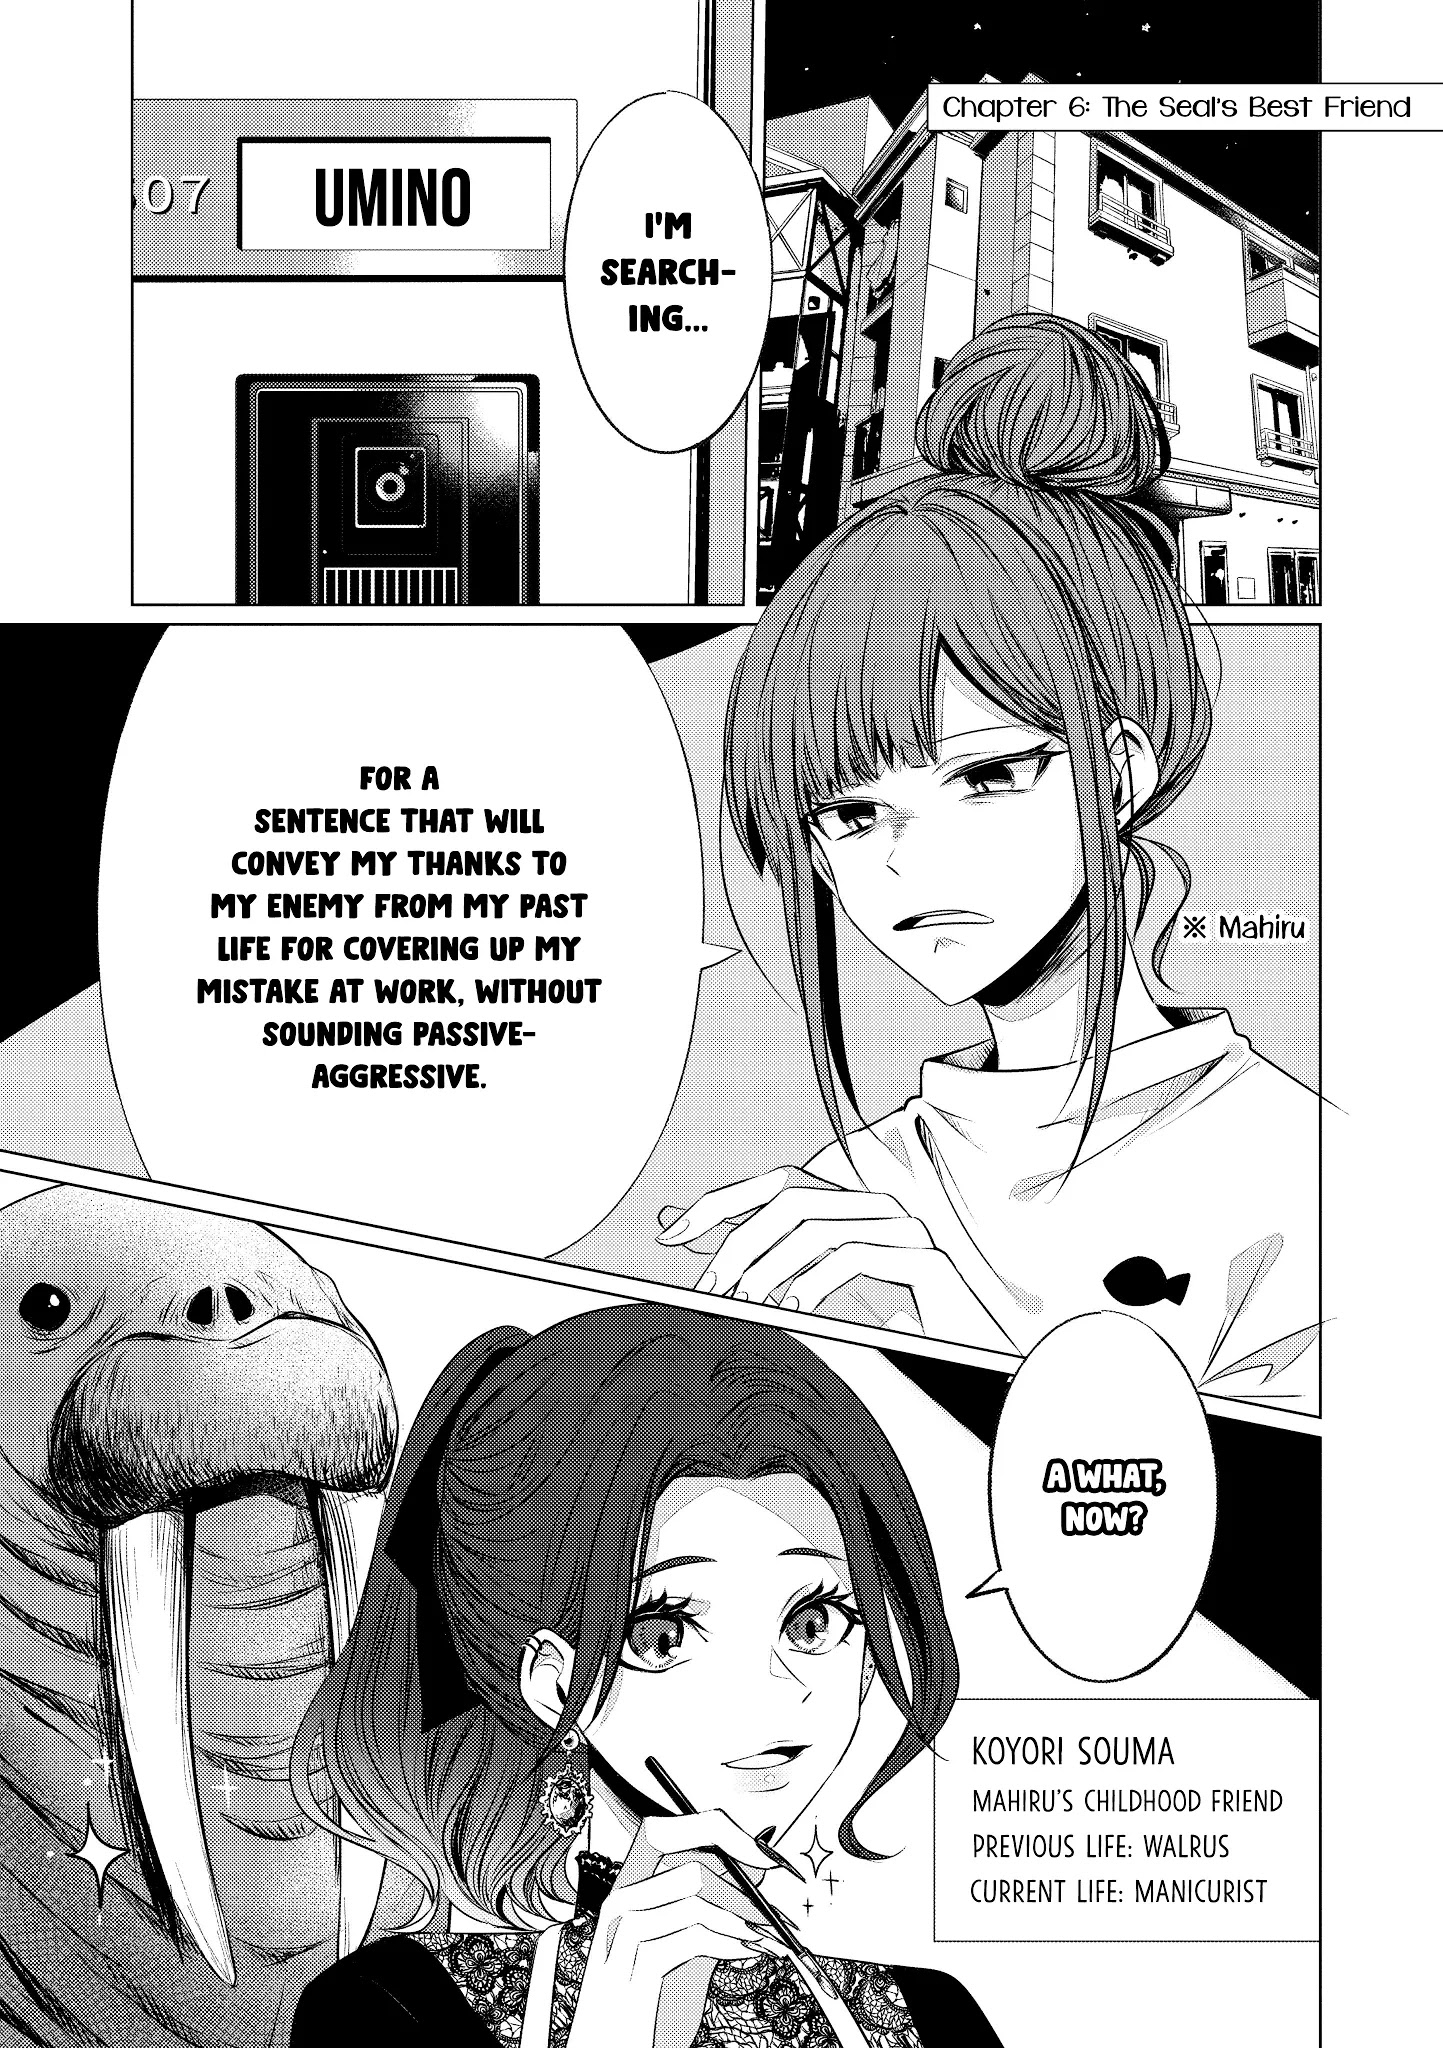 Chapter 6: The Seal's Best Friend
I'M
SEARCH-
ING...
07
UMINO
FOR A
SENTENCE THAT WILL
CONVEY MY THANKS TO
MY ENEMY FROM MY PAST
LIFE FOR COVERING UP MY
MISTAKE AT WORK, WITHOUT
SOUNDING PASSIVE-
AGGRESSIVE.
※ Mahiru
A WHAT,
NOW?
KOYORI SOUMA
MAHIRU'S CHILDHOOD FRIEND
PREVIOUS LIFE: WALRUS
CURRENT LIFE: MANICURIST